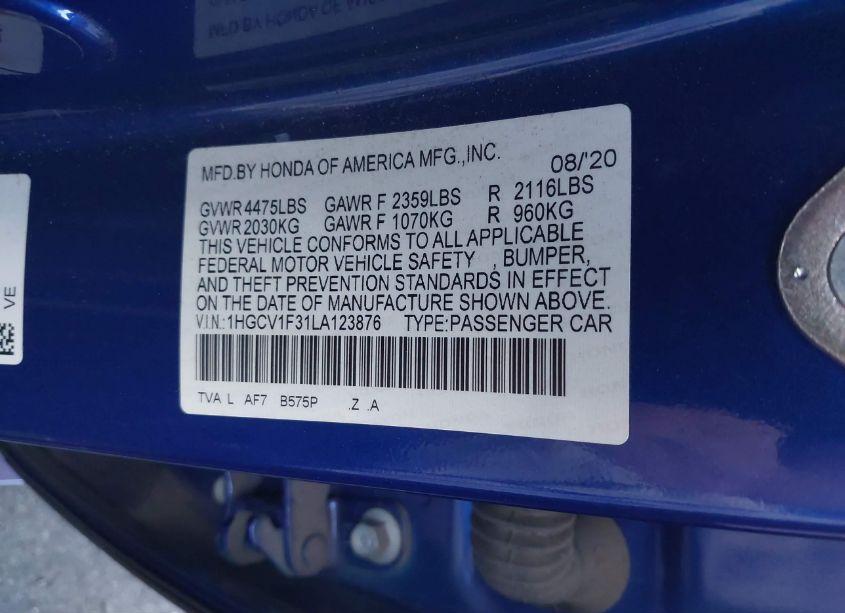 MFD.BY HONDA OF AMERICA MFG.,INC. 08/'20
GVWR 4475LBS GAWR F 2359LBS R 2116LBS
GVWR 2030KG GAWR F 1070KG R 960KG
THIS VEHICLE CONFORMS TO ALL APPLICABLE
FEDERAL MOTOR VEHICLE SAFETY , BUMPER,
AND THEFT PREVENTION STANDARDS IN EFFECT
ON THE DATE OF MANUFACTURE SHOWN ABOVE.
V.I.N.:1HGCV1F31LA123876 TYPE:PASSENGER CAR
TVA L AF7 B575P .Z .A
VE